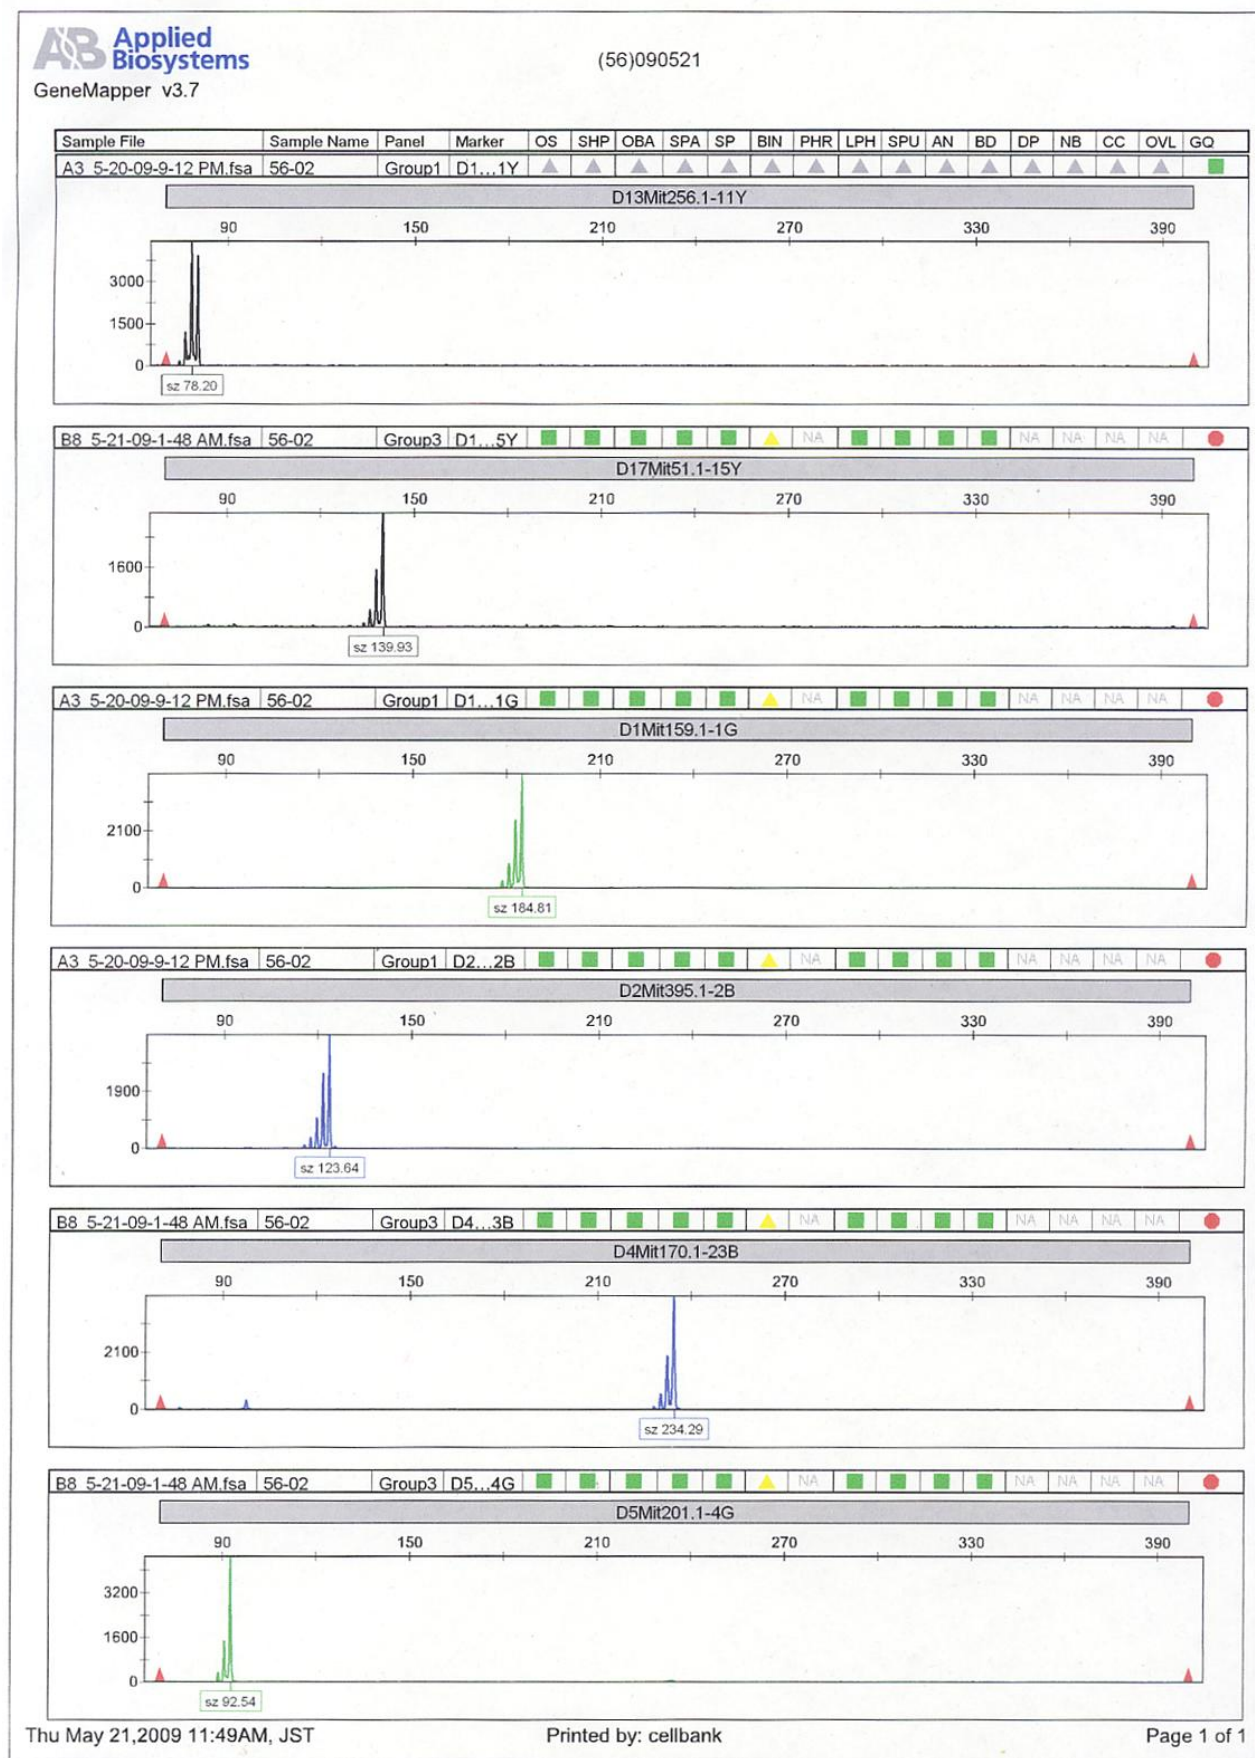 AB Applied Biosystems
(56)090521
GeneMapper v3.7
Sample File Sample Name Panel Marker OS SHP OBA SPA SP BIN PHR LPH SPU AN BD DP NB CC OVL GQ
A3 5-20-09-9-12 PM.fsa 56-02 Group1 D1...1Y
D13Mit256.1-11Y
90 150 210 270 330 390
3000
1500
0
sz 78.20
B8 5-21-09-1-48 AM.fsa 56-02 Group3 D1...5Y NA NA NA NA NA
D17Mit51.1-15Y
90 150 210 270 330 390
1600
0
sz 139.93
A3 5-20-09-9-12 PM.fsa 56-02 Group1 D1...1G NA NA NA NA NA
D1Mit159.1-1G
90 150 210 270 330 390
2100
0
sz 184.81
A3 5-20-09-9-12 PM.fsa 56-02 Group1 D2...2B NA NA NA NA NA
D2Mit395.1-2B
90 150 210 270 330 390
1900
0
sz 123.64
B8 5-21-09-1-48 AM.fsa 56-02 Group3 D4...3B NA NA NA NA NA
D4Mit170.1-23B
90 150 210 270 330 390
2100
0
sz 234.29
B8 5-21-09-1-48 AM.fsa 56-02 Group3 D5...4G NA NA NA NA NA
D5Mit201.1-4G
90 150 210 270 330 390
3200
1600
0
sz 92.54
Thu May 21,2009 11:49AM, JST Printed by: cellbank Page 1 of 1